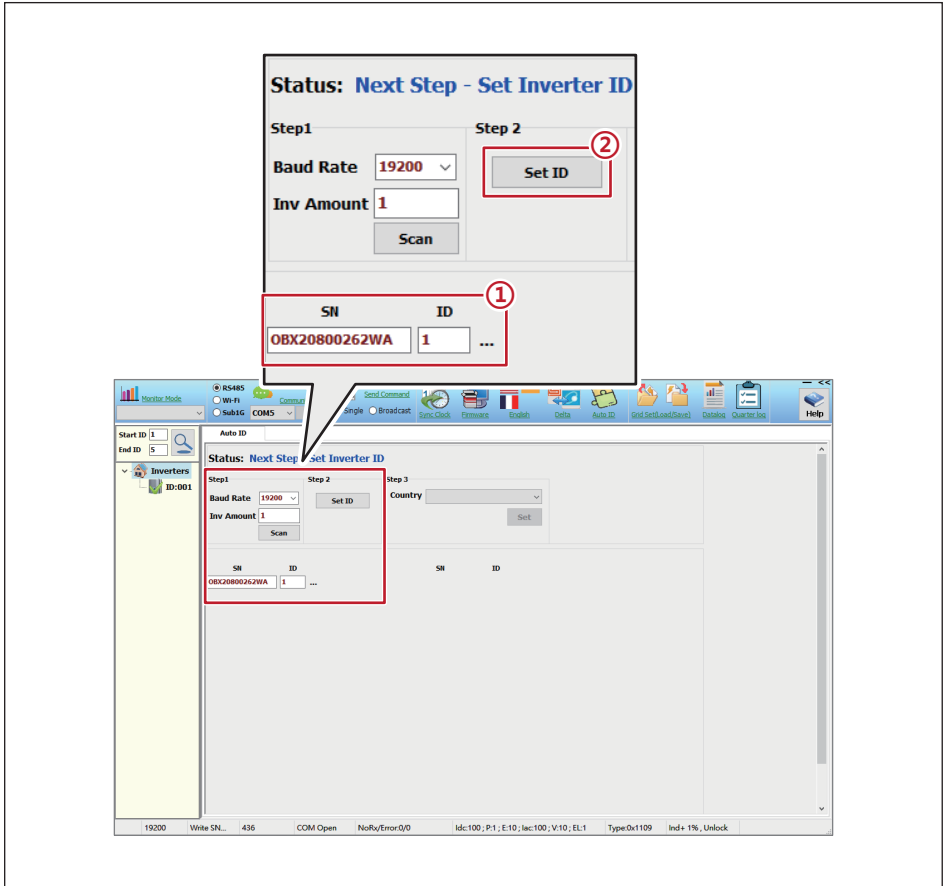 Status: Next Step - Set Inverter ID
Step1
Step 2
②
Baud Rate 19200
Set ID
Inv Amount 1
Scan
①
SN ID
OBX20800262WA 1 ...
Monitor Mode
RS485
Wi-Fi
Sub1G COM5
Send Command
Broadcast
Sync Clock
Firmware
English
Delta
Auto ID
Grid Set(Load/Save)
Datalog
Quarter log
<<
Help
Start ID 1
End ID 5
Inverters
ID:001
Auto ID
Status: Next Step Set Inverter ID
Step1 Step 2 Step 3
Baud Rate 19200 Set ID Country
Inv Amount 1 Set
Scan
SN ID SN ID
OBX20800262WA 1 ...
19200 Write SN... 436 COM Open NoRx/Error:0/0 Idc:100 ; P:1 ; E:10 ; Iac:100 ; V:10 ; EL:1 Type:0x1109 Ind+ 1% , Unlock